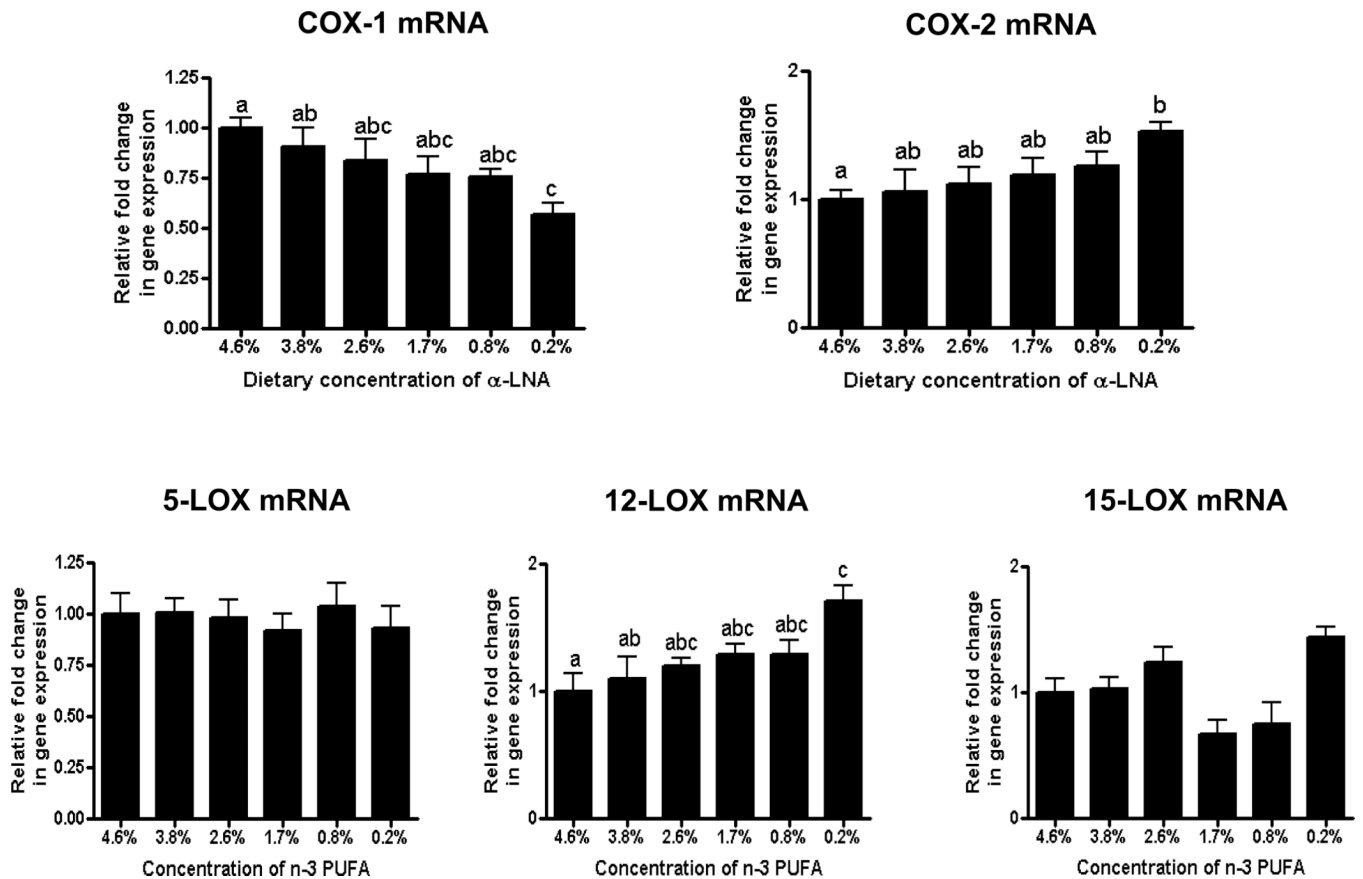 COX-1 mRNA
COX-2 mRNA
Relative fold change
in gene expression
1.25
1.00
0.75
0.50
0.25
0.00
a
ab
abc
abc
abc
c
4.6%
3.8%
2.6%
1.7%
0.8%
0.2%
Dietary concentration of α-LNA
Relative fold change
in gene expression
2
1
0
a
ab
ab
ab
ab
b
4.6%
3.8%
2.6%
1.7%
0.8%
0.2%
Dietary concentration of α-LNA
5-LOX mRNA
12-LOX mRNA
15-LOX mRNA
Relative fold change
in gene expression
1.25
1.00
0.75
0.50
0.25
0.00
4.6%
3.8%
2.6%
1.7%
0.8%
0.2%
Concentration of n-3 PUFA
Relative fold change
in gene expression
2
1
0
a
ab
abc
abc
abc
c
4.6%
3.8%
2.6%
1.7%
0.8%
0.2%
Concentration of n-3 PUFA
Relative fold change
in gene expression
2
1
0
4.6%
3.8%
2.6%
1.7%
0.8%
0.2%
Concentration of n-3 PUFA